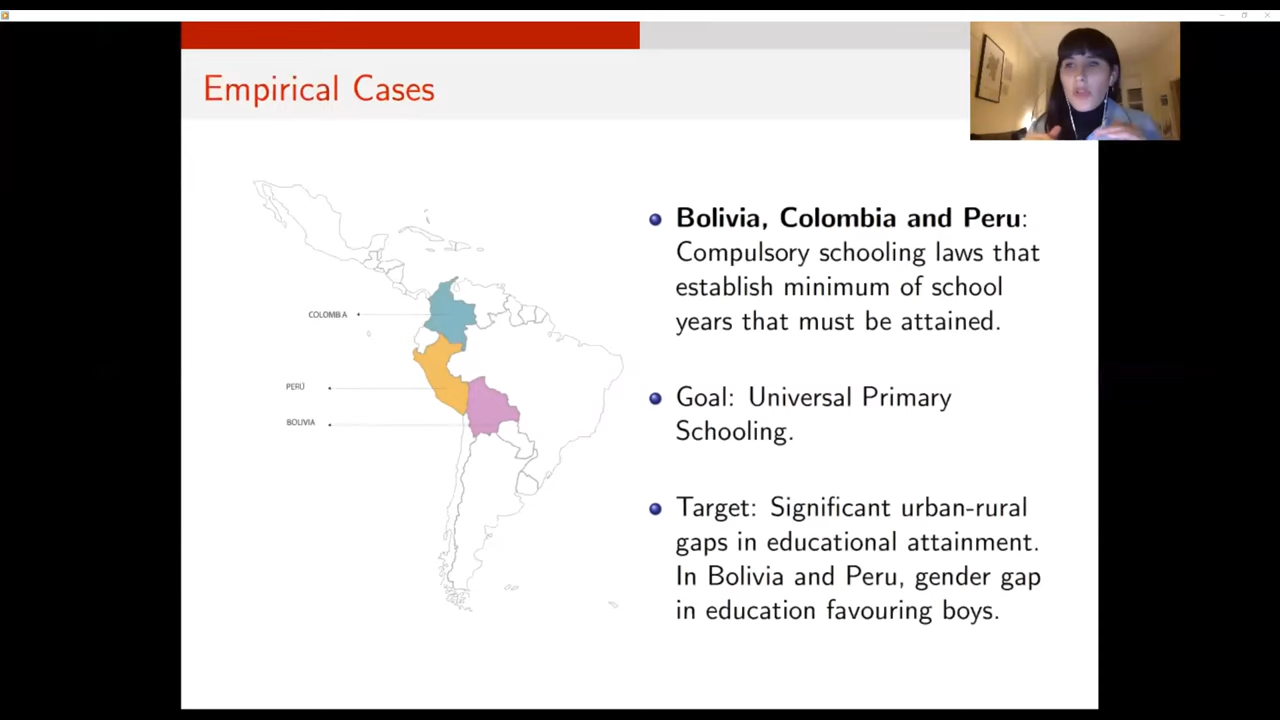 Empirical Cases
COLOMBIA
PERÚ
BOLIVIA
Bolivia, Colombia and Peru:
Compulsory schooling laws that
establish minimum of school
years that must be attained.
Goal: Universal Primary
Schooling.
Target: Significant urban-rural
gaps in educational attainment.
In Bolivia and Peru, gender gap
in education favouring boys.